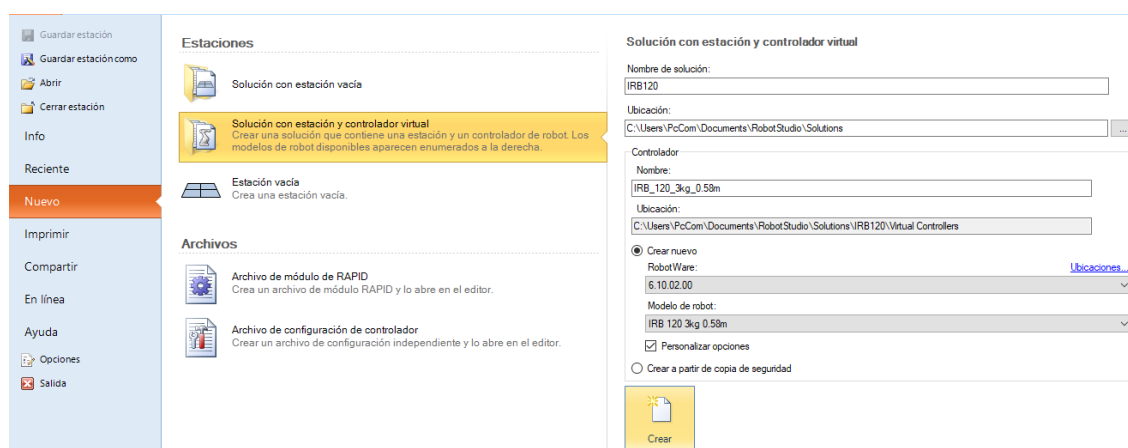 Guardar estación
Guardar estación como
Abrir
Cerrar estación
Info
Reciente
Nuevo
Imprimir
Compartir
En línea
Ayuda
Opciones
Salida
Estaciones
Solución con estación vacía
Solución con estación y controlador virtual
Crear una solución que contiene una estación y un controlador de robot. Los
modelos de robot disponibles aparecen enumerados a la derecha.
Estación vacía
Crea una estación vacía.
Archivos
Archivo de módulo de RAPID
Crea un archivo de módulo RAPID y lo abre en el editor.
Archivo de configuración de controlador
Crear un archivo de configuración independiente y lo abre en el editor.
Solución con estación y controlador virtual
Nombre de solución:
IRB120
Ubicación:
C:\Users\PcCom\Documents\RobotStudio\Solutions
...
Controlador
Nombre:
IRB_120_3kg_0.58m
Ubicación:
C:\Users\PcCom\Documents\RobotStudio\Solutions\IRB120\Virtual Controllers
Crear nuevo
RobotWare:
Ubicaciones...
6.10.02.00
Modelo de robot:
IRB 120 3kg 0.58m
Personalizar opciones
Crear a partir de copia de seguridad
Crear